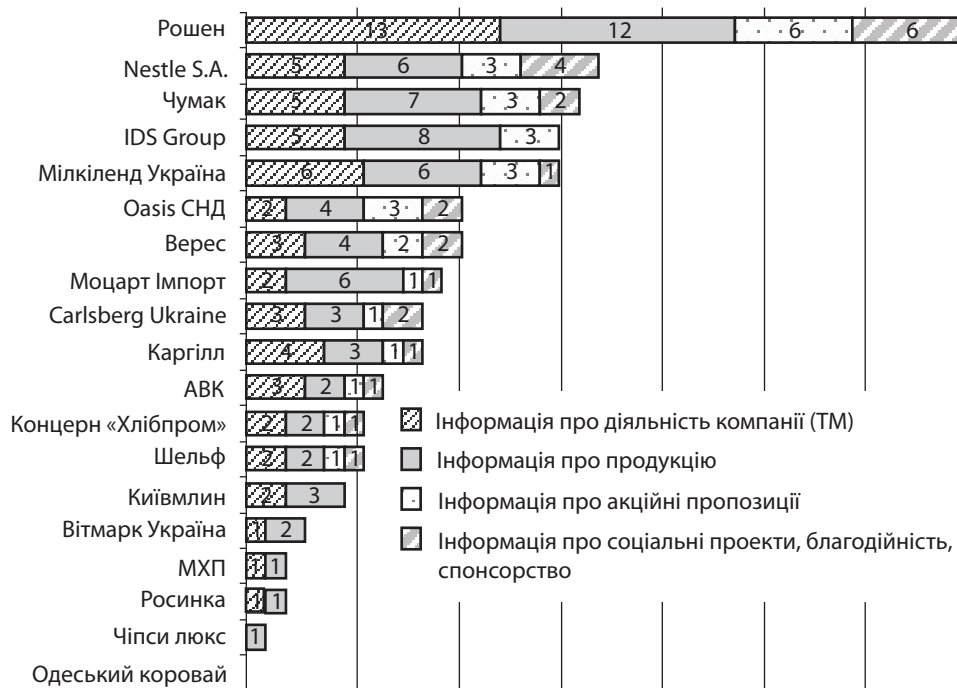 Рошен 13 12 6 6
Nestle S.A. 5 6 3 4
Чумак 5 7 3 2
IDS Group 5 8 3
Мілкіленд Україна 6 6 3 1
Oasis СНД 2 4 3 2
Верес 3 4 2 2
Моцарт Імпорт 2 6 1 1
Carlsberg Ukraine 3 3 1 2
Каргілл 4 3 1 1
АВК 3 2 1 1
Концерн «Хлібпром» 2 2 1 1
Шельф 2 2 1 1
Київмлин 2 3
Вітмарк Україна 1 2
МХП 1 1
Росинка 1 1
Чіпси люкс 1
Одеський коровай
Інформація про діяльність компанії (ТМ)
Інформація про продукцію
Інформація про акційні пропозиції
Інформація про соціальні проекти, благодійність,
спонсорство